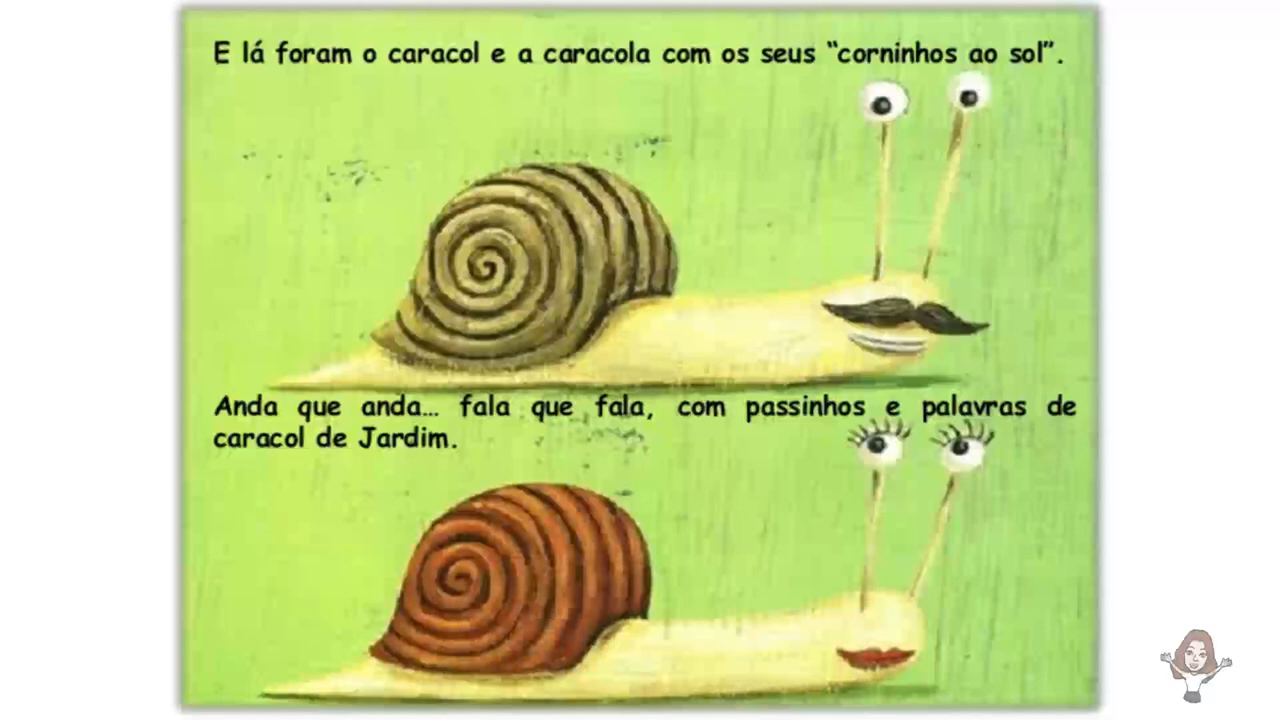 E lá foram o caracol e a caracola com os seus “corninhos ao sol”.
Anda que anda… fala que fala, com passinhos e palavras de
caracol de Jardim.